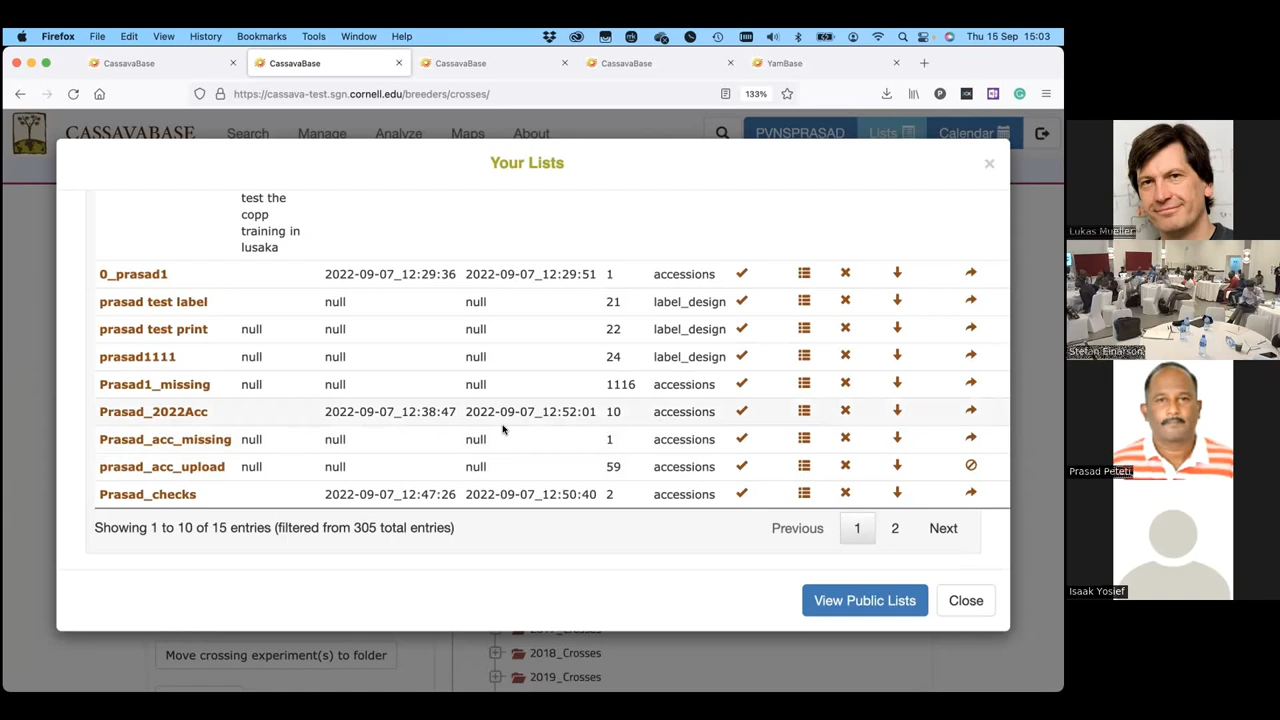 Firefox File Edit View History Bookmarks Tools Window Help Thu 15 Sep 15:03
CassavaBase CassavaBase CassavaBase CassavaBase YamBase
https://cassava-test.sgn.cornell.edu/breeders/crosses/ 133%
CASSAVABASE Search Manage Analyze Maps About PVNSPRASAD Lists Calendar
Your Lists
test the
copp
training in
lusaka
0_prasad1 2022-09-07_12:29:36 2022-09-07_12:29:51 1 accessions
prasad test label null null 21 label_design
prasad test print null null null 22 label_design
prasad1111 null null null 24 label_design
Prasad1_missing null null null 1116 accessions
Prasad_2022Acc 2022-09-07_12:38:47 2022-09-07_12:52:01 10 accessions
Prasad_acc_missing null null null 1 accessions
prasad_acc_upload null null null 59 accessions
Prasad_checks 2022-09-07_12:47:26 2022-09-07_12:50:40 2 accessions
Showing 1 to 10 of 15 entries (filtered from 305 total entries) Previous 1 2 Next
View Public Lists Close
Move crossing experiment(s) to folder
2017_Crosses
2018_Crosses
2019_Crosses
Lukas Mueller
Stefan Einarson
Prasad Peteti
Isaak Yosief